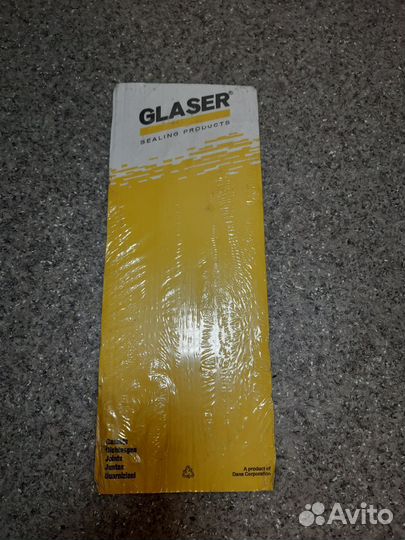 GLASER®
SEALING PRODUCTS
Gaskets
Dichtungen
Joints
Juntas
Guarnizioni
A product of
Dana Corporation
Avito